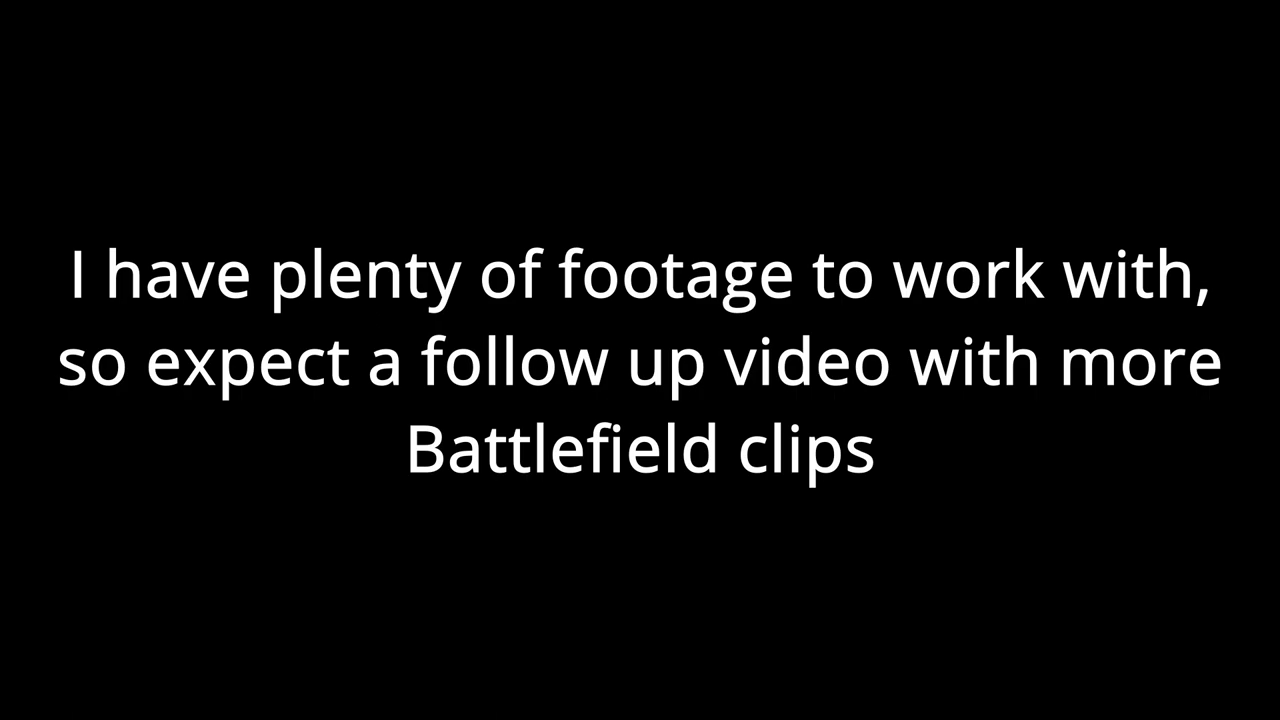 I have plenty of footage to work with,
so expect a follow up video with more
Battlefield clips